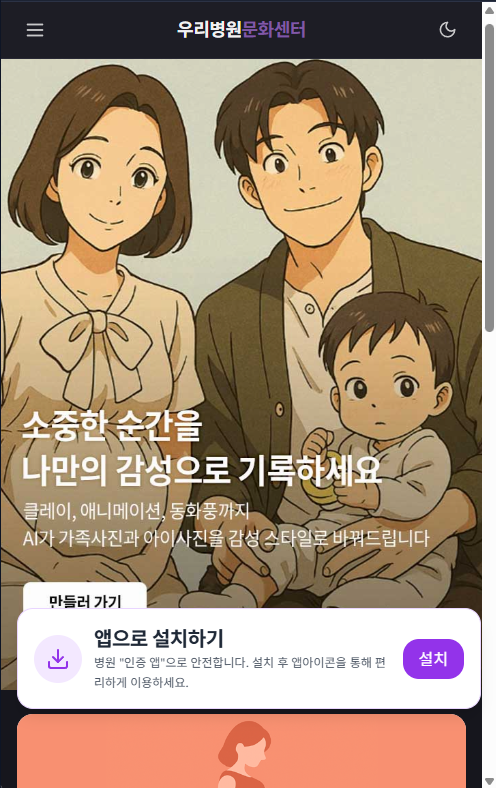 우리병원문화센터
소중한 순간을
나만의 감성으로 기록하세요
클레이, 애니메이션, 동화풍까지
AI가 가족사진과 아이사진을 감성 스타일로 바꿔드립니다
만들러 가기
앱으로 설치하기
병원 "인증 앱"으로 안전합니다. 설치 후 앱아이콘을 통해 편
리하게 이용하세요.
설치